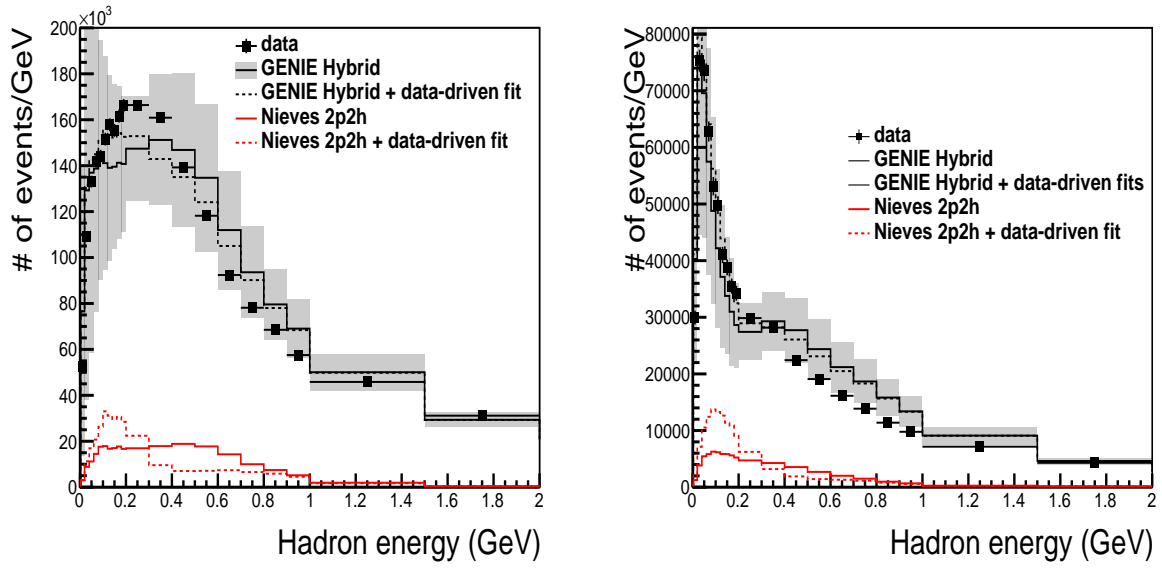 ×10³
200
180
160
140
120
100
80
60
40
20
0
# of events/GeV
data
GENIE Hybrid
GENIE Hybrid + data-driven fit
Nieves 2p2h
Nieves 2p2h + data-driven fit
0 0.2 0.4 0.6 0.8 1 1.2 1.4 1.6 1.8 2
Hadron energy (GeV)
80000
70000
60000
50000
40000
30000
20000
10000
0
# of events/GeV
data
GENIE Hybrid
GENIE Hybrid + data-driven fits
Nieves 2p2h
Nieves 2p2h + data-driven fit
0 0.2 0.4 0.6 0.8 1 1.2 1.4 1.6 1.8 2
Hadron energy (GeV)